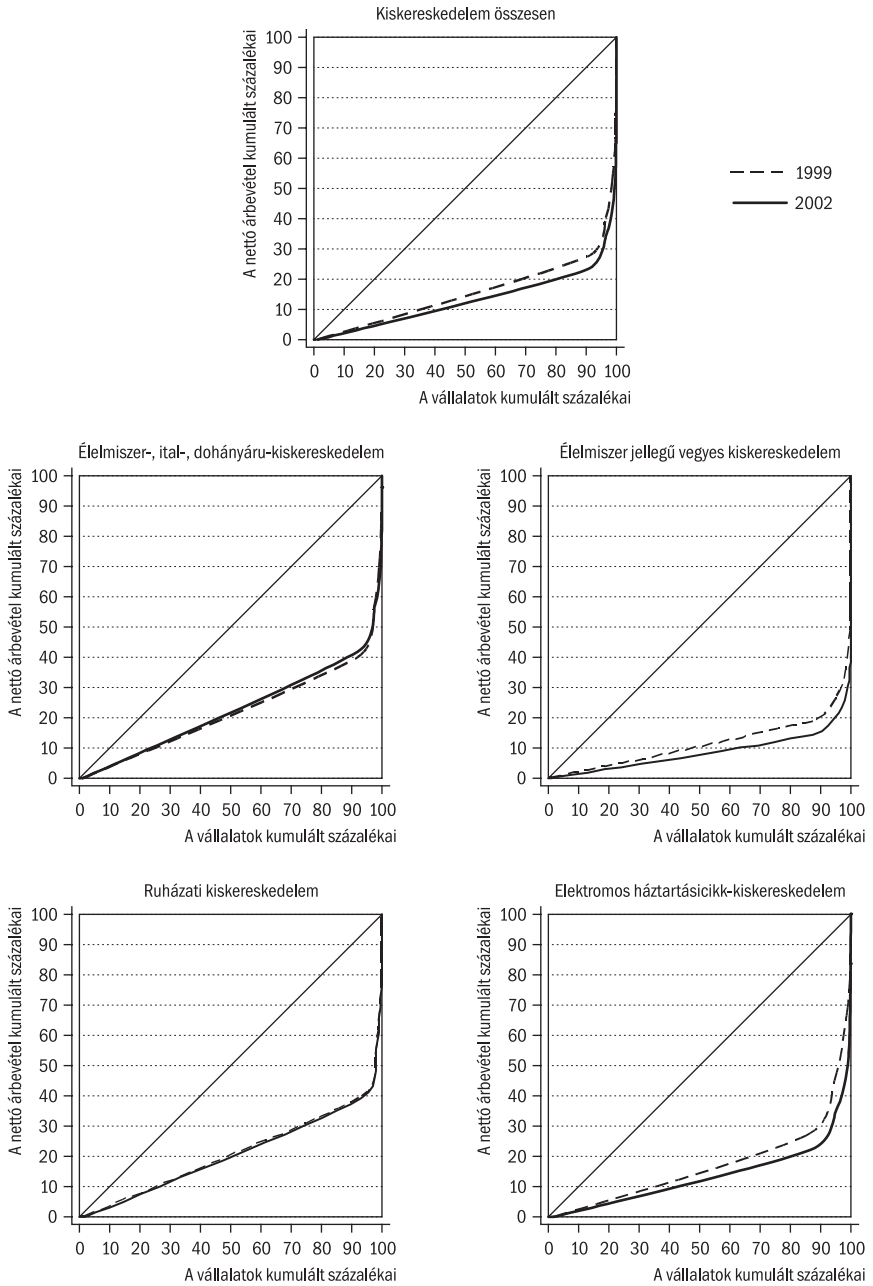 Kiskereskedelem összesen
A nettó árbevétel kumulált százalékai
100
90
80
70
60
50
40
30
20
10
0
0 10 20 30 40 50 60 70 80 90 100
A vállalatok kumulált százalékai
1999
2002
Élelmiszer-, ital-, dohányáru-kiskereskedelem
A nettó árbevétel kumulált százalékai
100
90
80
70
60
50
40
30
20
10
0
0 10 20 30 40 50 60 70 80 90 100
A vállalatok kumulált százalékai
Élelmiszer jellegű vegyes kiskereskedelem
A nettó árbevétel kumulált százalékai
100
90
80
70
60
50
40
30
20
10
0
0 10 20 30 40 50 60 70 80 90 100
A vállalatok kumulált százalékai
Ruházati kiskereskedelem
A nettó árbevétel kumulált százalékai
100
90
80
70
60
50
40
30
20
10
0
0 10 20 30 40 50 60 70 80 90 100
A vállalatok kumulált százalékai
Elektromos háztartásicikk-kiskereskedelem
A nettó árbevétel kumulált százalékai
100
90
80
70
60
50
40
30
20
10
0
0 10 20 30 40 50 60 70 80 90 100
A vállalatok kumulált százalékai